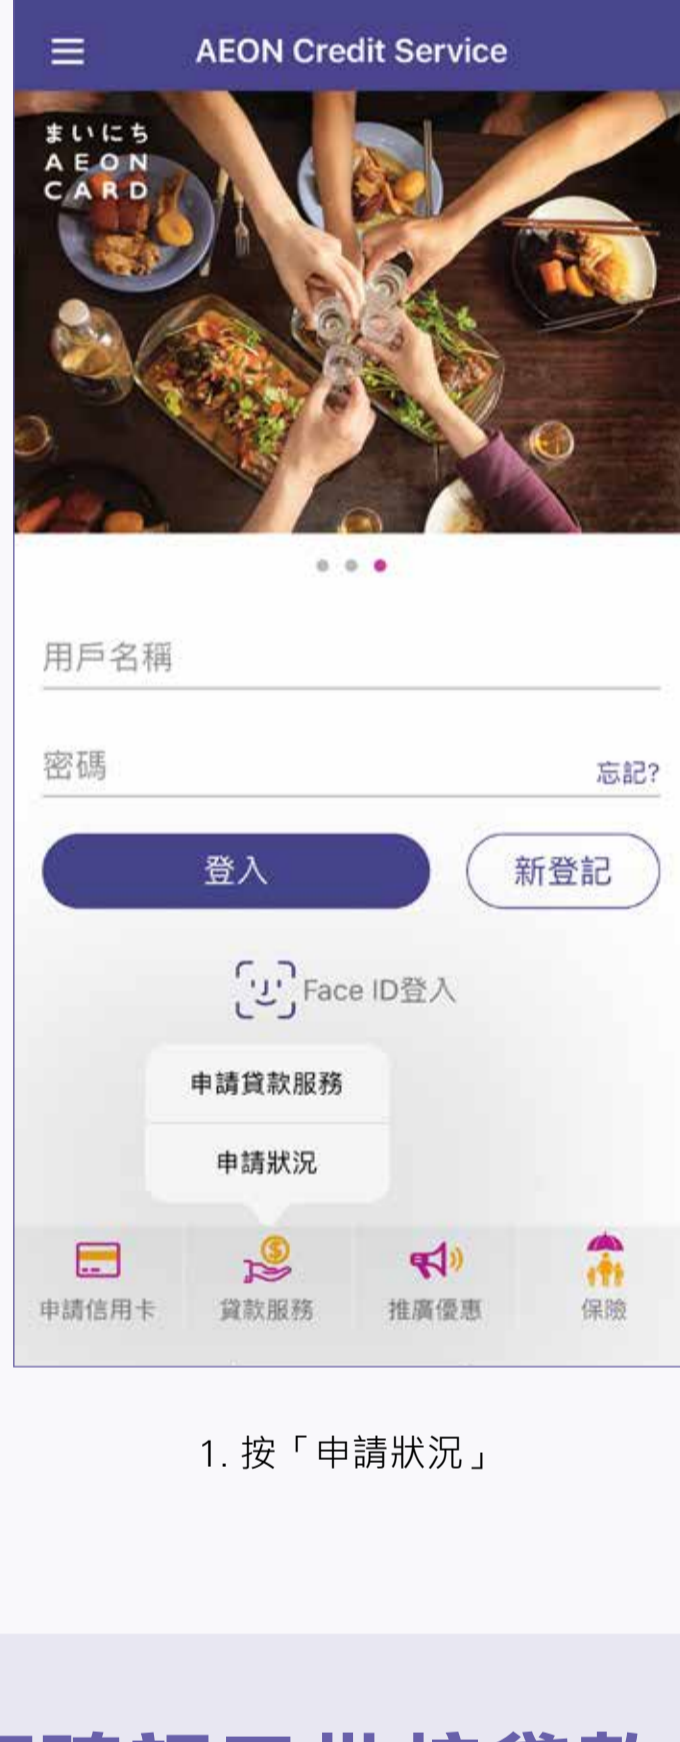 AEON Credit Service
まいにち
AEON
CARD
用戶名稱
密碼
忘記?
登入
新登記
Face ID登入
申請貸款服務
申請狀況
申請信用卡
貸款服務
推廣優惠
保險
1. 按「申請狀況」